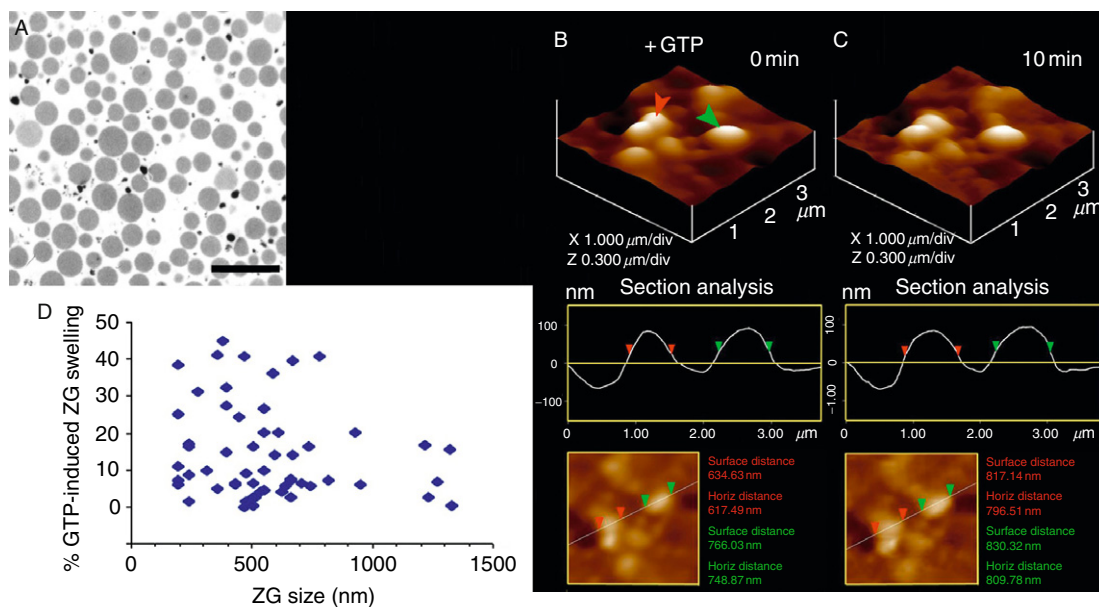 A
B
+ GTP
0 min
3
2
μm
1
X 1.000 μm/div
Z 0.300 μm/div
C
10 min
3
2
μm
1
X 1.000 μm/div
Z 0.300 μm/div
nm
Section analysis
100
0
−100
0
1.00
2.00
3.00
μm
Surface distance
634.63 nm
Horiz distance
617.49 nm
Surface distance
766.03 nm
Horiz distance
748.87 nm
nm
Section analysis
100
0
−1.00
0
1.00
2.00
3.00
μm
Surface distance
817.14 nm
Horiz distance
796.51 nm
Surface distance
830.32 nm
Horiz distance
809.78 nm
D
% GTP-induced ZG swelling
50
40
30
20
10
0
0
500
1000
1500
ZG size (nm)